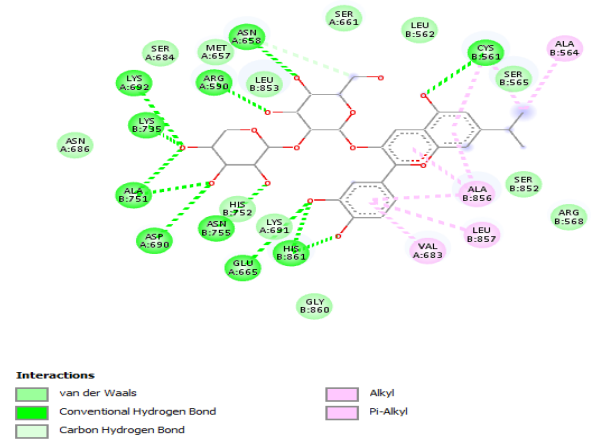 SER
A:661
LEU
B:562
ASN
A:658
SER
A:684
MET
A:657
CYS
B:561
ALA
B:564
LYS
A:692
ARG
A:590
LEU
B:853
SER
B:565
LYS
B:735
ASN
A:686
ALA
B:751
HIS
B:752
ALA
B:856
SER
B:852
ASP
A:690
ASN
B:755
LYS
A:691
LEU
B:857
ARG
B:568
GLU
A:665
HIS
B:861
VAL
A:683
GLY
B:860
Interactions
van der Waals
Alkyl
Conventional Hydrogen Bond
Pi-Alkyl
Carbon Hydrogen Bond